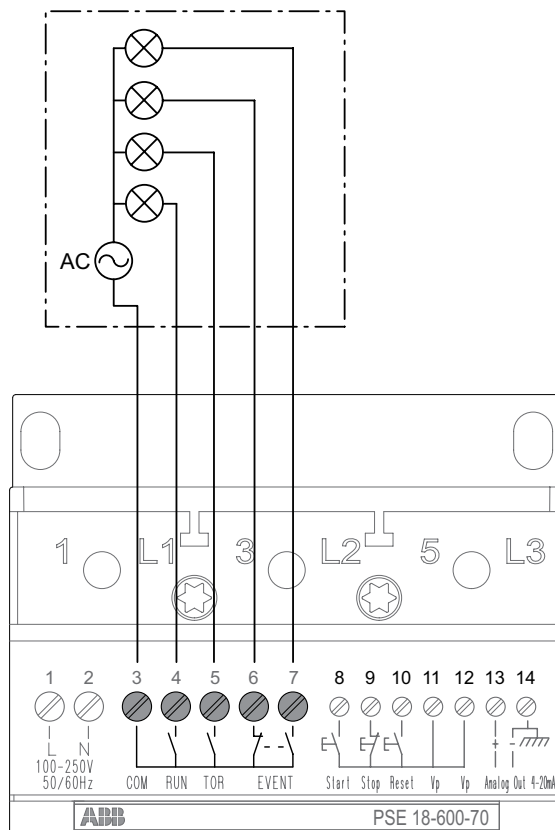 AC
1 L1 3 L2 5 L3
1 2 3 4 5 6 7 8 9 10 11 12 13 14
L N
100-250V
50/60Hz
COM RUN TOR EVENT Start Stop Reset Vp Vp Analog Out 4-20mA
+ -
ABB PSE 18-600-70